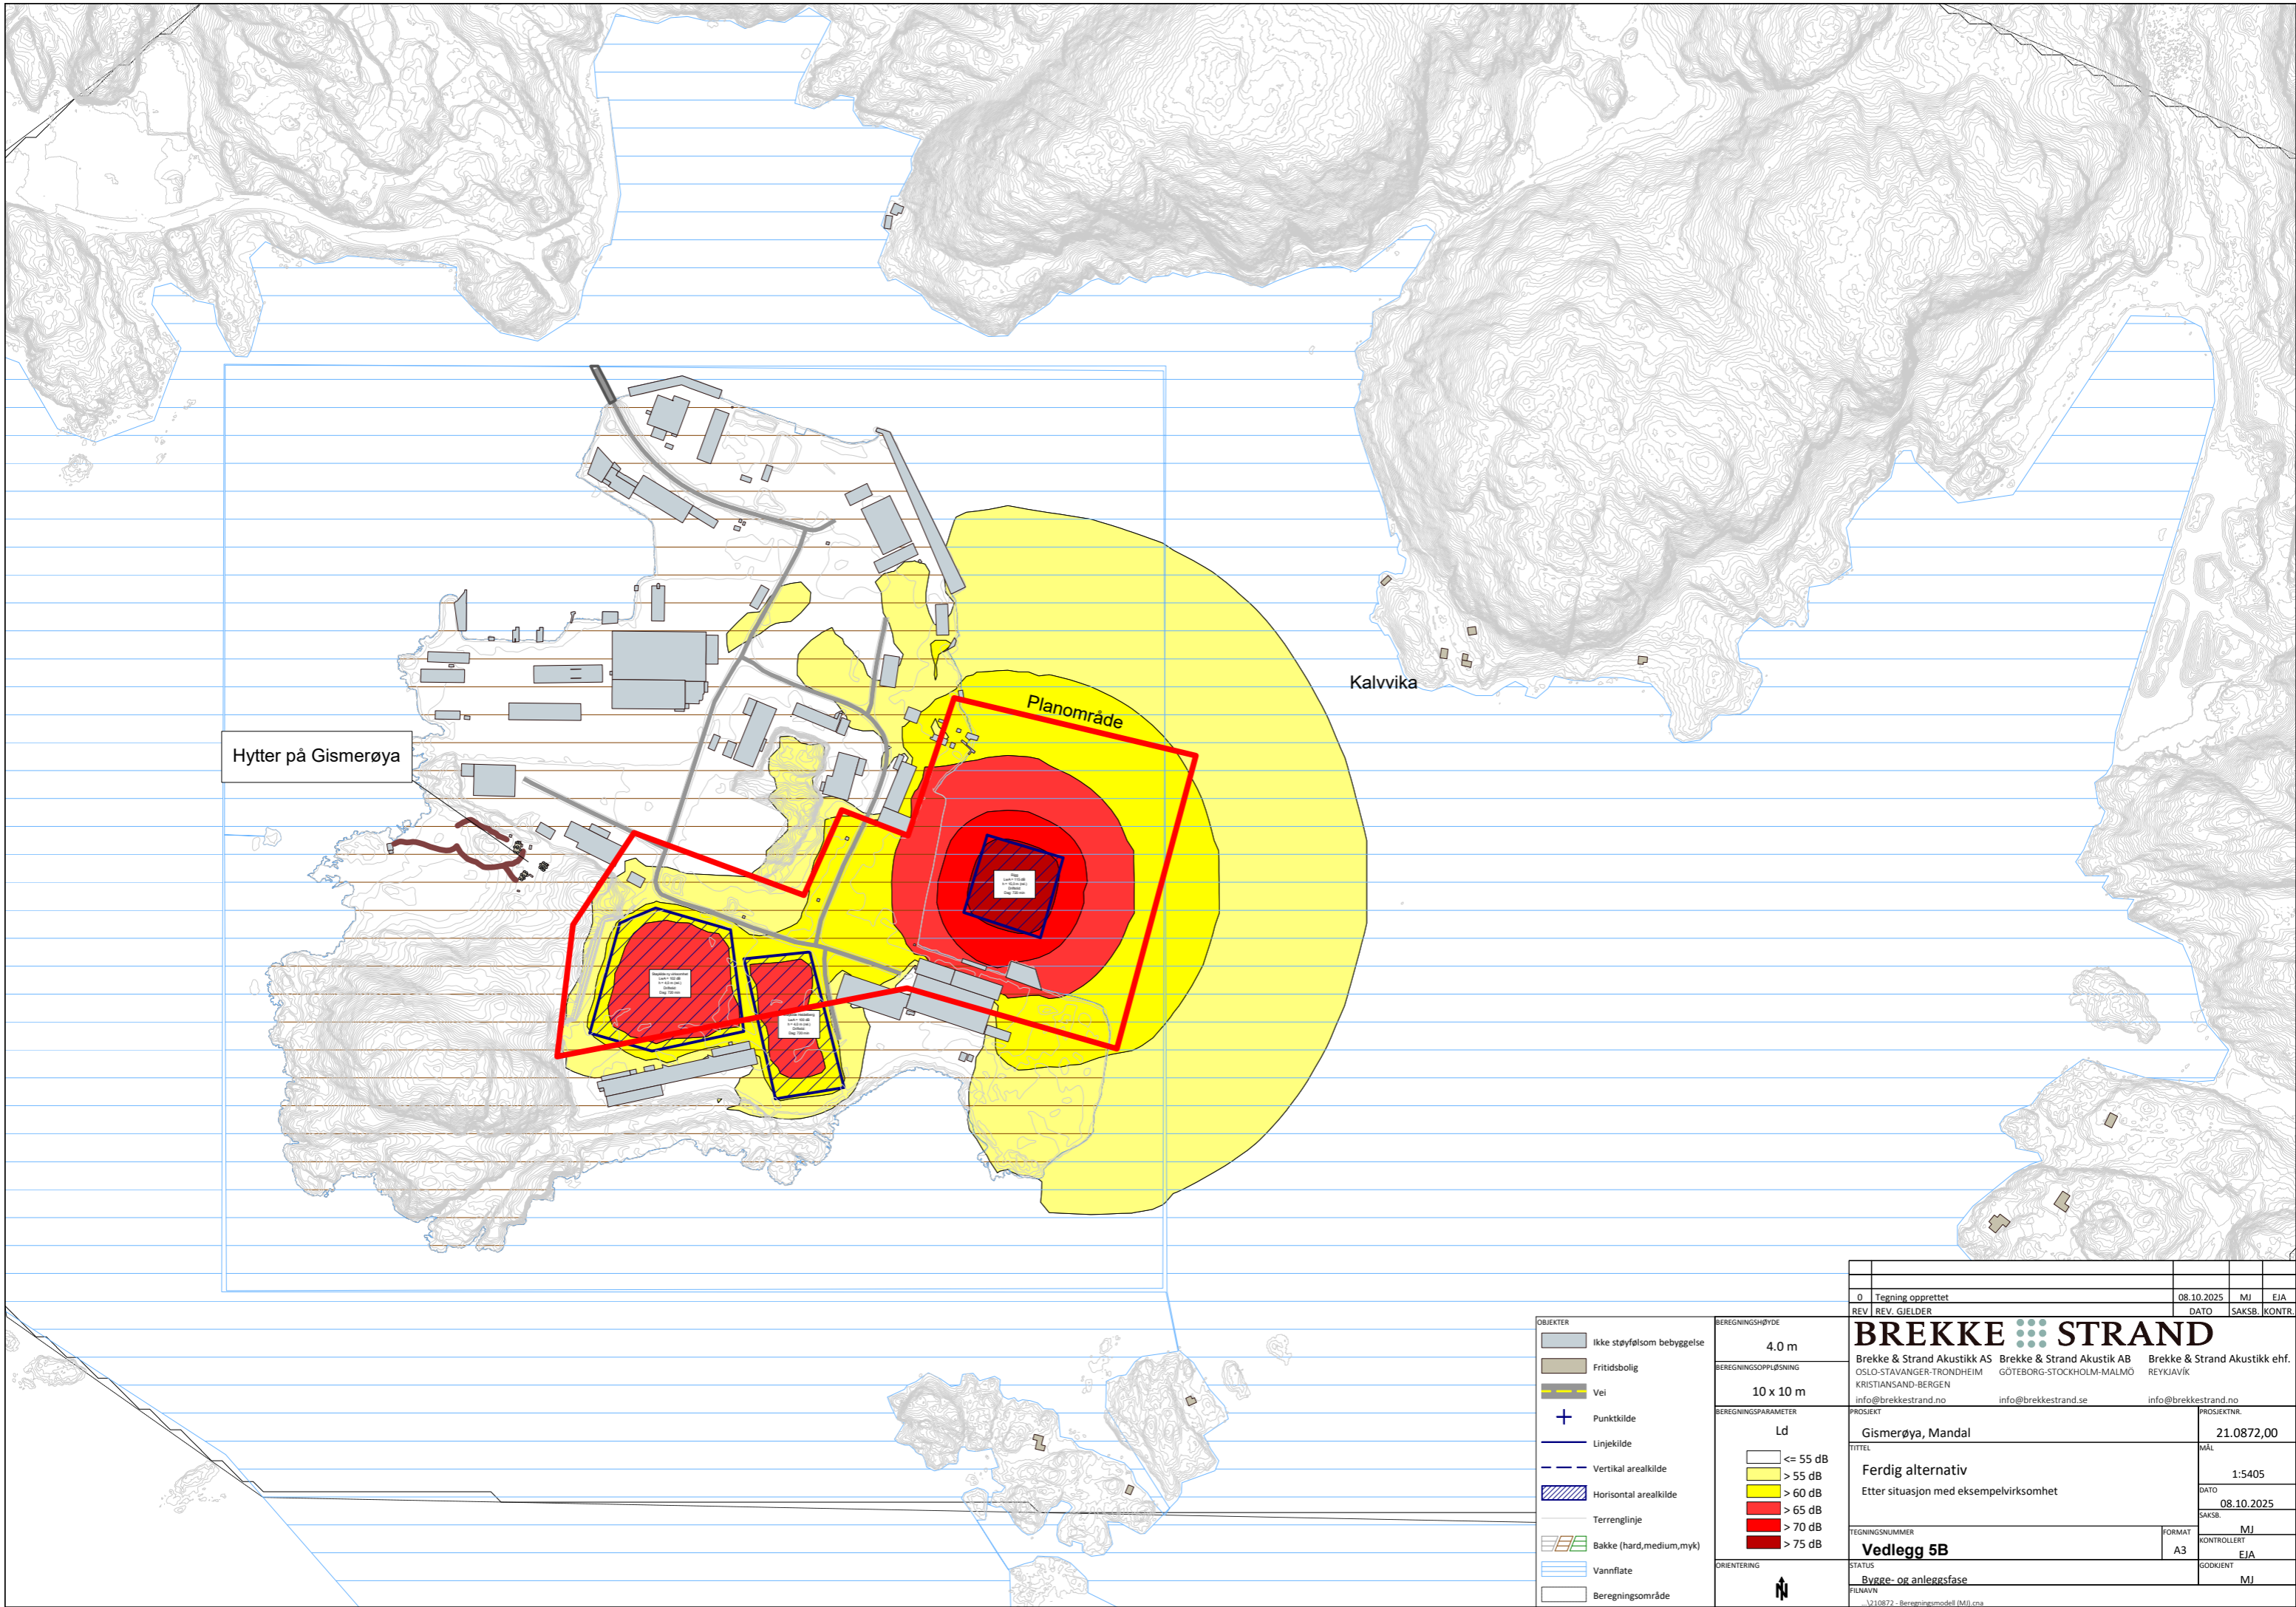 Planområde
Kalvvika
Hytter på Gismerøya
0 Tegning opprettet 08.10.2025 MJ EJA
REV REV. GJELDER DATO SAKSB. KONTR.
OBJEKTER
Ikke støyfølsom bebyggelse
Fritidsbolig
Vei
Punktkilde
Linjekilde
Vertikal arealkilde
Horisontal arealkilde
Terrenglinje
Bakke (hard,medium,myk)
Vannflate
Beregningsområde
BEREGNINGSHØYDE
4.0 m
BEREGNINGSOPPLØSNING
10 x 10 m
BEREGNINGSPARAMETER
Ld
<= 55 dB
> 55 dB
> 60 dB
> 65 dB
> 70 dB
> 75 dB
ORIENTERING
N
BREKKE STRAND
Brekke & Strand Akustikk AS Brekke & Strand Akustik AB Brekke & Strand Akustikk ehf.
OSLO-STAVANGER-TRONDHEIM GÖTEBORG-STOCKHOLM-MALMÖ REYKJAVÍK
KRISTIANSAND-BERGEN
info@brekkestrand.no info@brekkestrand.se info@brekkestrand.no
PROSJEKT
Gismerøya, Mandal
PROSJEKTNR.
21.0872,00
TITTEL
Ferdig alternativ
Etter situasjon med eksempelvirksomhet
MÅL
1:5405
DATO
08.10.2025
SAKSB.
MJ
TEGNINGSNUMMER
Vedlegg 5B
FORMAT
A3
KONTROLLERT
EJA
STATUS
Bygge- og anleggsfase
GODKJENT
MJ
FILNAVN
...\210872 - Beregningsmodell (MJ).cna